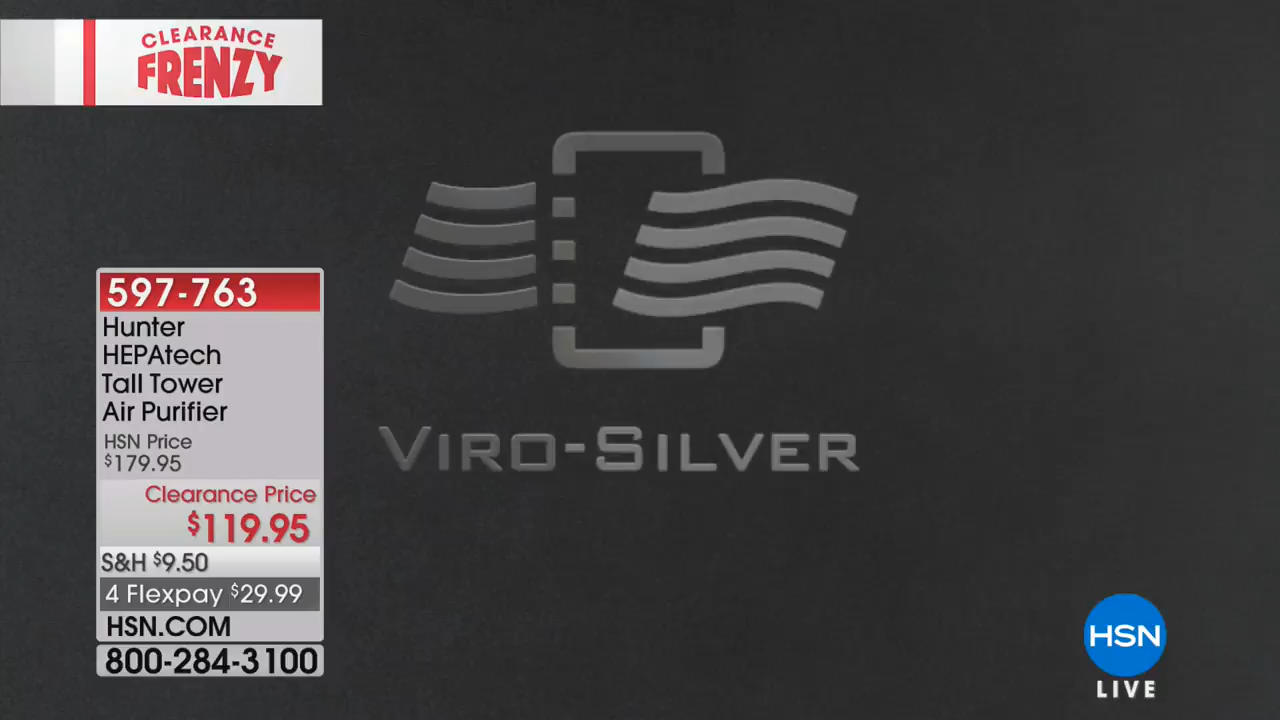 CLEARANCE
FRENZY
597-763
Hunter
HEPAtech
Tall Tower
Air Purifier
HSN Price
$179.95
Clearance Price
$119.95
S&H $9.50
4 Flexpay $29.99
HSN.COM
800-284-3100
VIRO-SILVER
HSN
LIVE